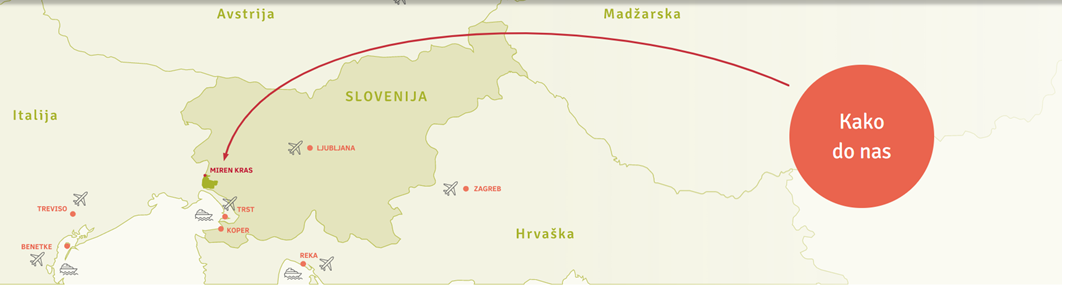 Avstrija
Madžarska
SLOVENIJA
Italija
Kako
do nas
LJUBLJANA
MIREN KRAS
ZAGREB
TREVISO
TRST
KOPER
Hrvaška
BENETKE
REKA